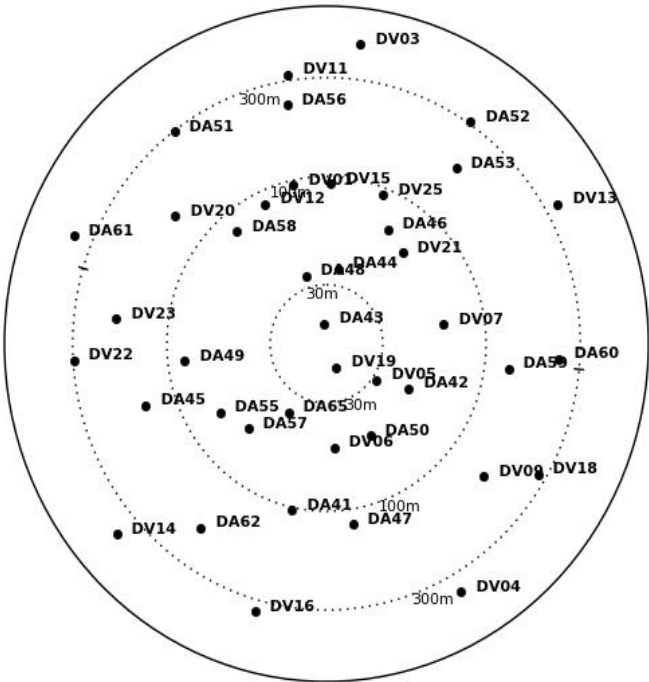 DV03
DV11
300m
DA56
DA51
DA52
DA53
DV01
DV15
100m
DV12
DV25
DV13
DV20
DA58
DA46
DA61
DV21
DA44
DA48
30m
DV23
DA43
DV07
DV22
DA49
DV19
DA59
DA60
DV05
DA42
DA45
DA55
DA65
30m
DA57
DA50
DV06
DV09
DV18
DA41
100m
DV14
DA62
DA47
DV16
300m
DV04